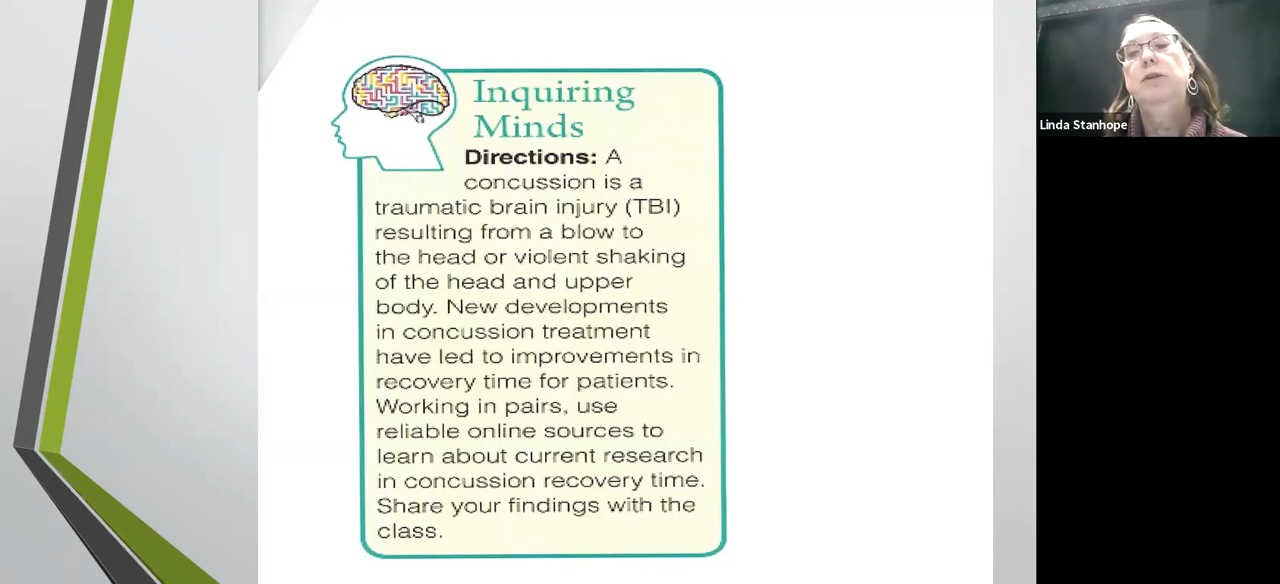 Inquiring
Minds
Directions: A
concussion is a
traumatic brain injury (TBI)
resulting from a blow to
the head or violent shaking
of the head and upper
body. New developments
in concussion treatment
have led to improvements in
recovery time for patients.
Working in pairs, use
reliable online sources to
learn about current research
in concussion recovery time.
Share your findings with the
class.
Linda Stanhope